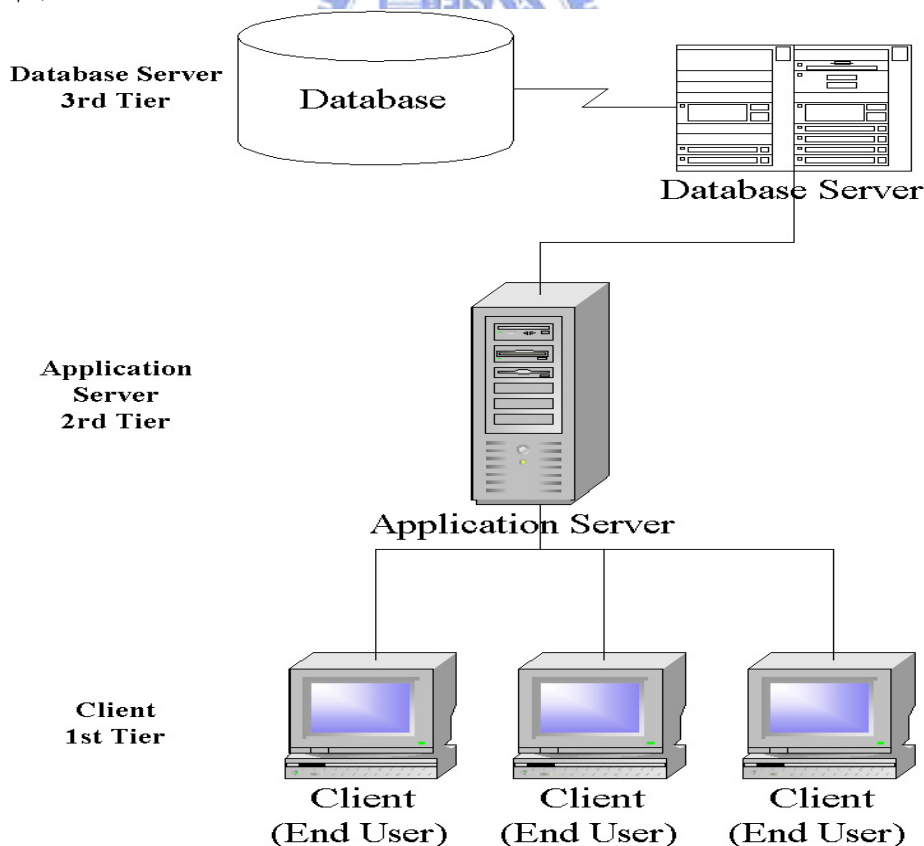 Database Server
3rd Tier
Database
Database Server
Application
Server
2rd Tier
Application Server
Client
1st Tier
Client
(End User)
Client
(End User)
Client
(End User)